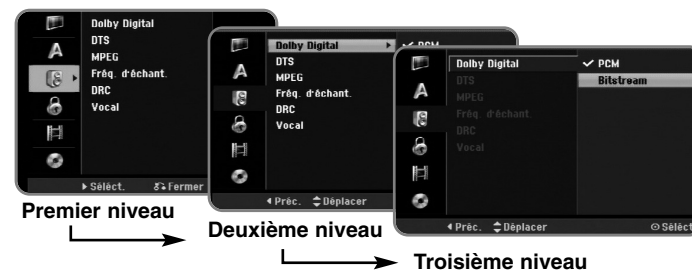 Dolby Digital
DTS
MPEG
Fréq. d'échant.
DRC
Vocal
Sélèct.
Fermer
Premier niveau
Dolby Digital
PCM
DTS
MPEG
Fréq. d'échant.
DRC
Vocal
Préc.
Déplacer
Deuxième niveau
Dolby Digital
PCM
DTS
Bitstream
MPEG
Fréq. d'échant.
DRC
Vocal
Préc.
Déplacer
Sélèct
Troisième niveau